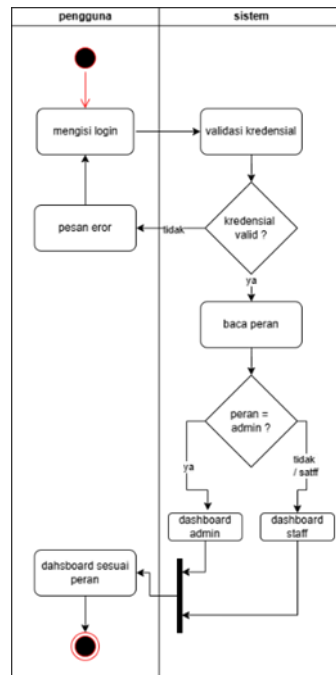 pengguna
sistem
mengisi login
validasi kredensial
pesan eror
tidak
kredensial
valid ?
ya
baca peran
peran =
admin ?
ya
tidak
/ satff
dashboard
admin
dashboard
staff
dahsboard sesuai
peran